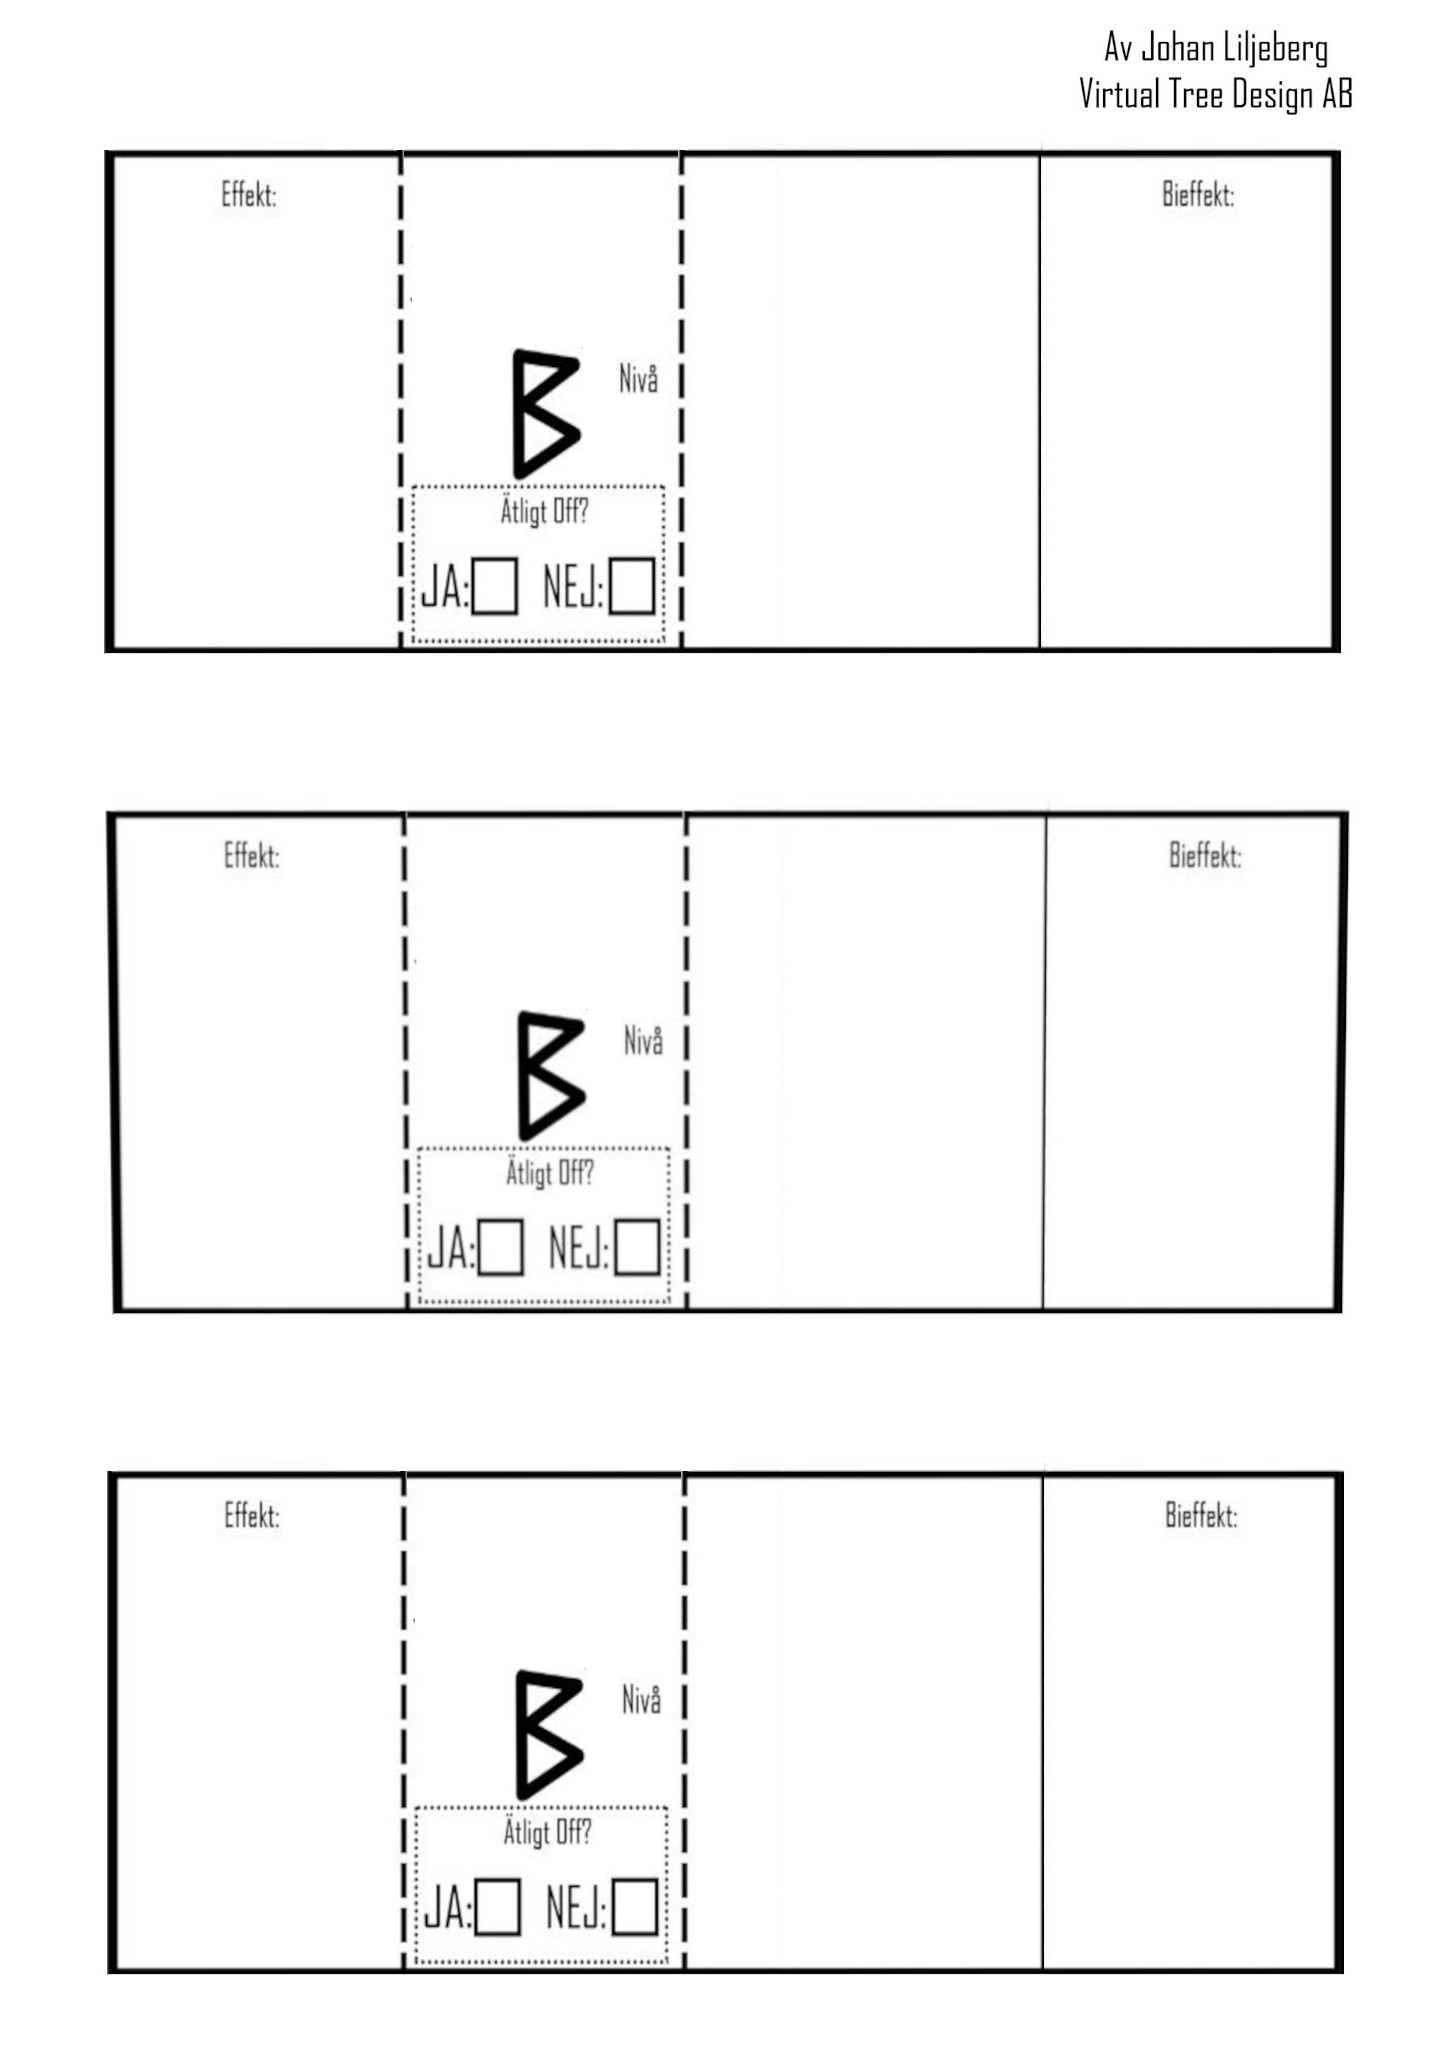 Av Johan Liljeberg
Virtual Tree Design AB
Effekt:
Bieffekt:
ᛒ
Nivå
Ätligt Off?
JA: NEJ:
Effekt:
Bieffekt:
ᛒ
Nivå
Ätligt Off?
JA: NEJ:
Effekt:
Bieffekt:
ᛒ
Nivå
Ätligt Off?
JA: NEJ: